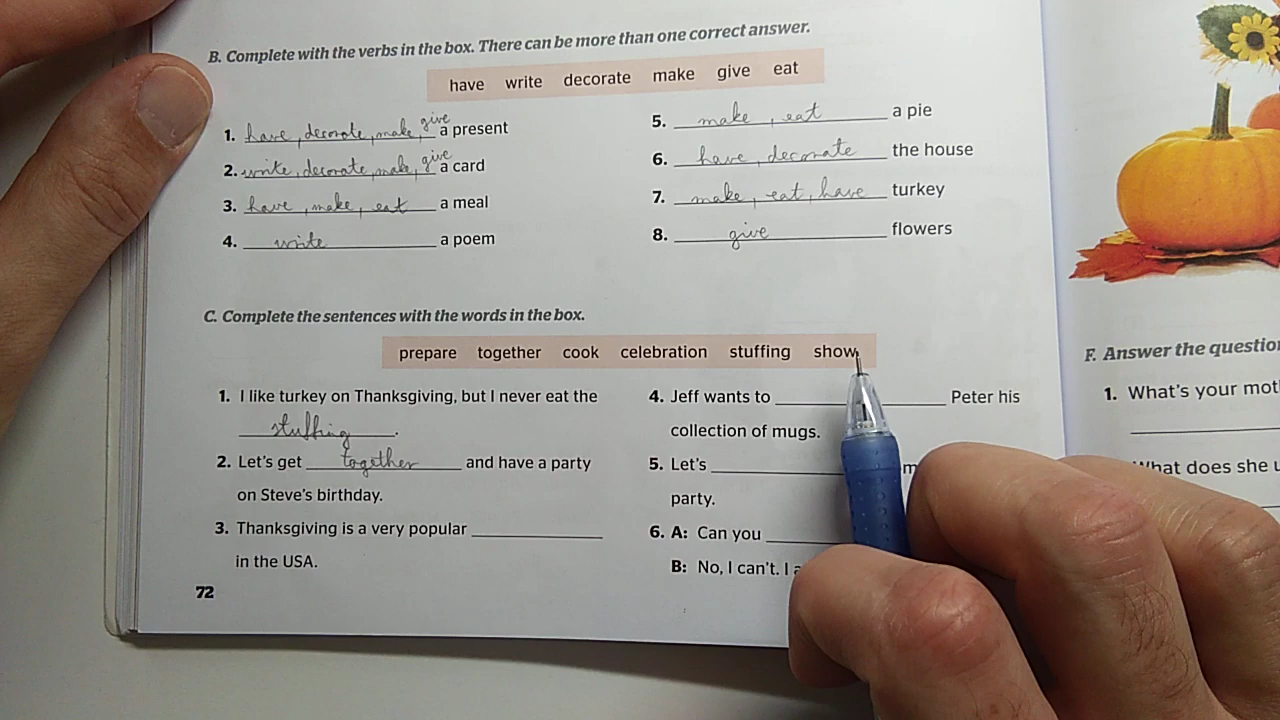 B. Complete with the verbs in the box. There can be more than one correct answer.
have write decorate make give eat
1. have, decorate, make, give a present
2. write, decorate, make, give a card
3. have, make, eat a meal
4. write a poem
5. make, eat a pie
6. have, decorate the house
7. make, eat, have turkey
8. give flowers
C. Complete the sentences with the words in the box.
prepare together cook celebration stuffing show
1. I like turkey on Thanksgiving, but I never eat the
stuffing.
2. Let's get together and have a party
on Steve's birthday.
3. Thanksgiving is a very popular
in the USA.
4. Jeff wants to Peter his
collection of mugs.
5. Let's
party.
6. A: Can you
B: No, I can't. I
72
F. Answer the
1. What's your
What does she